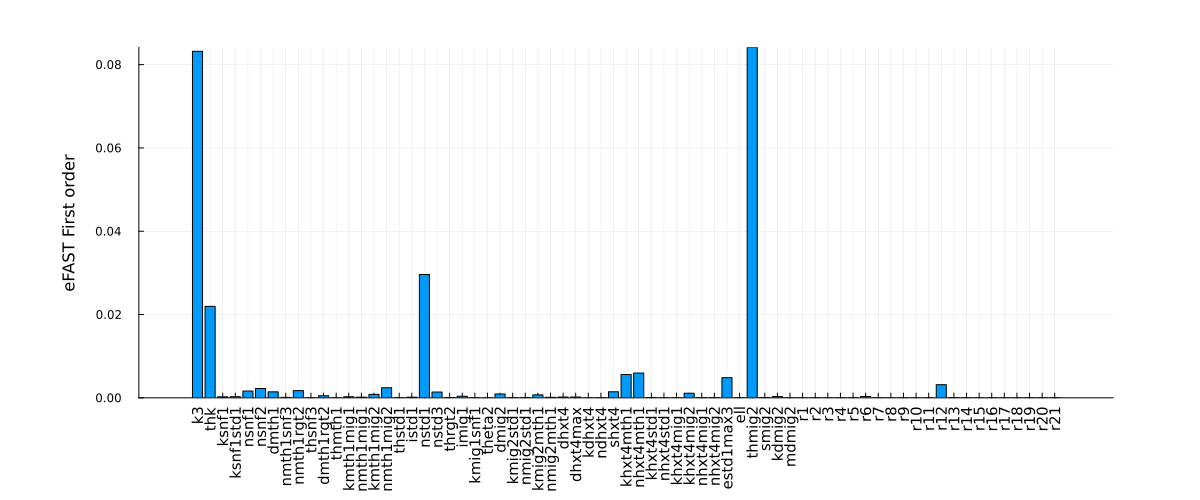 eFAST First order
0.08
0.06
0.04
0.02
0.00
k3
thk
ksnf1
ksnf1std1
nsnf1
nsnf2
dmth1
nmth1snf3
nmth1rgt2
thsnf3
dmth1rgt2
thmth1
kmth1mig1
nmth1mig1
kmth1mig2
nmth1mig2
thstd1
istd1
nstd1
nstd3
thrgt2
imig1
kmig1snf1
theta2
dmig2
kmig2std1
nmig2std1
kmig2mth1
nmig2mth1
dhxt4
dhxt4max
kdhxt4
ndhxt4
shxt4
khxt4mth1
nhxt4mth1
khxt4std1
nhxt4std1
khxt4mig1
khxt4mig2
nhxt4mig1
nhxt4mig2
estd1max3
ell
thmig2
smig2
kdmig2
mdmig2
r1
r2
r3
r4
r5
r6
r7
r8
r9
r10
r11
r12
r13
r14
r15
r16
r17
r18
r19
r20
r21